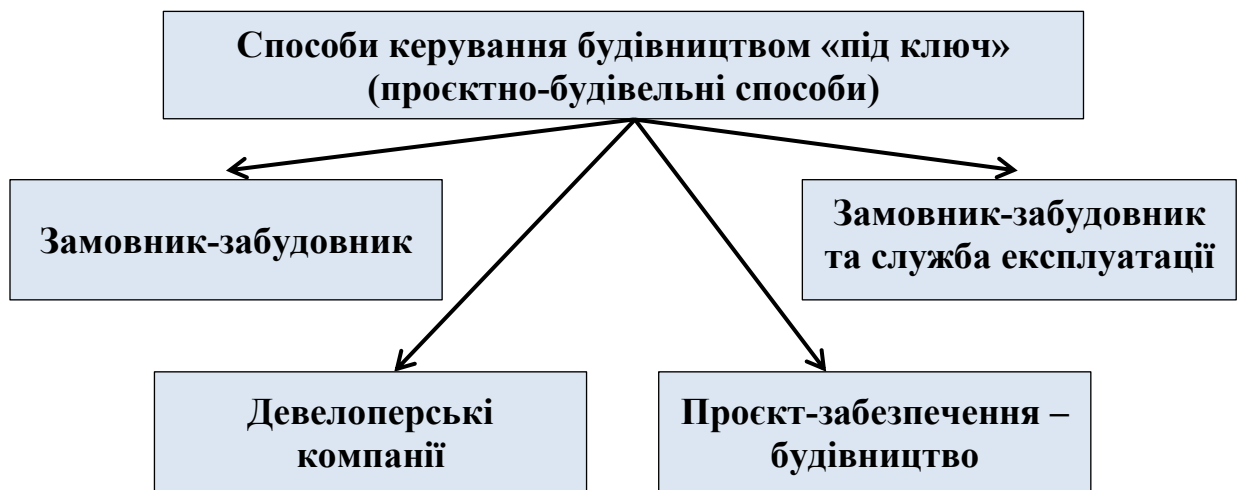 Способи керування будівництвом «під ключ»
(проєктно-будівельні способи)
Замовник-забудовник
Замовник-забудовник
та служба експлуатації
Девелоперські
компанії
Проєкт-забезпечення –
будівництво